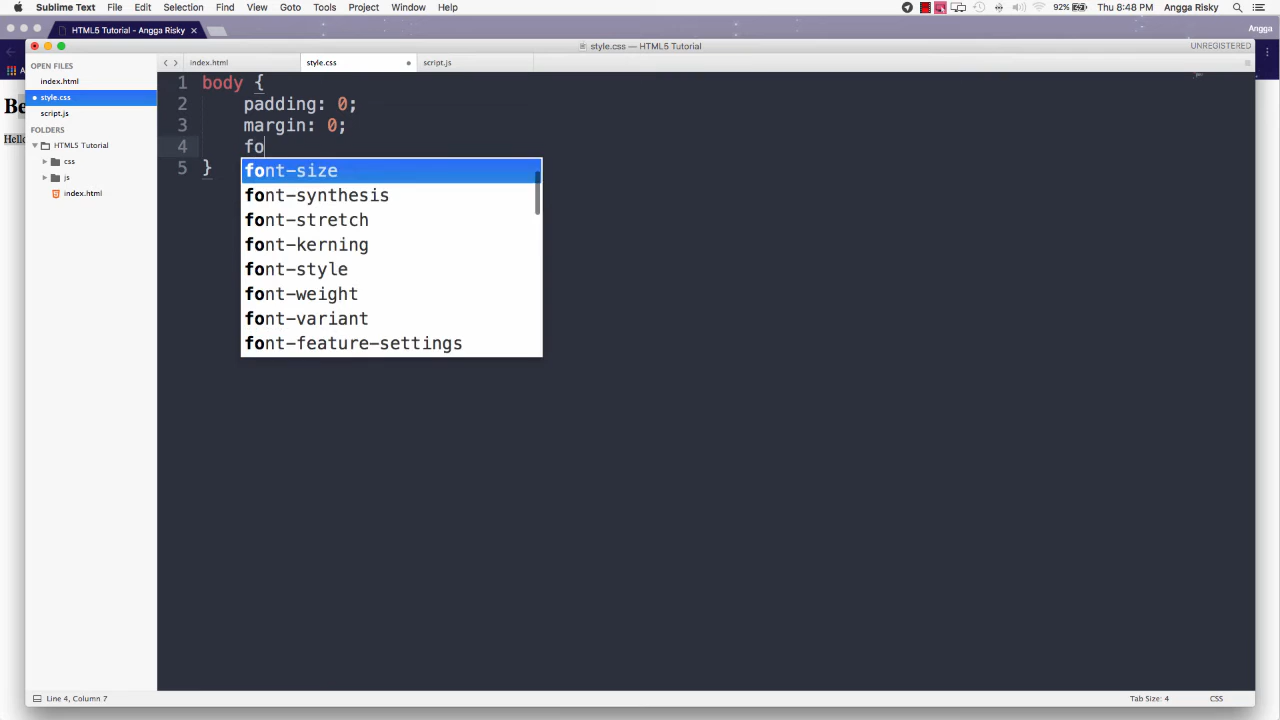 Sublime Text File Edit Selection Find View Goto Tools Project Window Help 92% Thu 8:48 PM Angga Risky
HTML5 Tutorial - Angga Risky Angga
style.css — HTML5 Tutorial UNREGISTERED
OPEN FILES
index.html
style.css
script.js
FOLDERS
HTML5 Tutorial
css
js
index.html
index.html style.css script.js
1 body {
2 padding: 0;
3 margin: 0;
4 fo
5 }
font-size
font-synthesis
font-stretch
font-kerning
font-style
font-weight
font-variant
font-feature-settings
Line 4, Column 7 Tab Size: 4 CSS